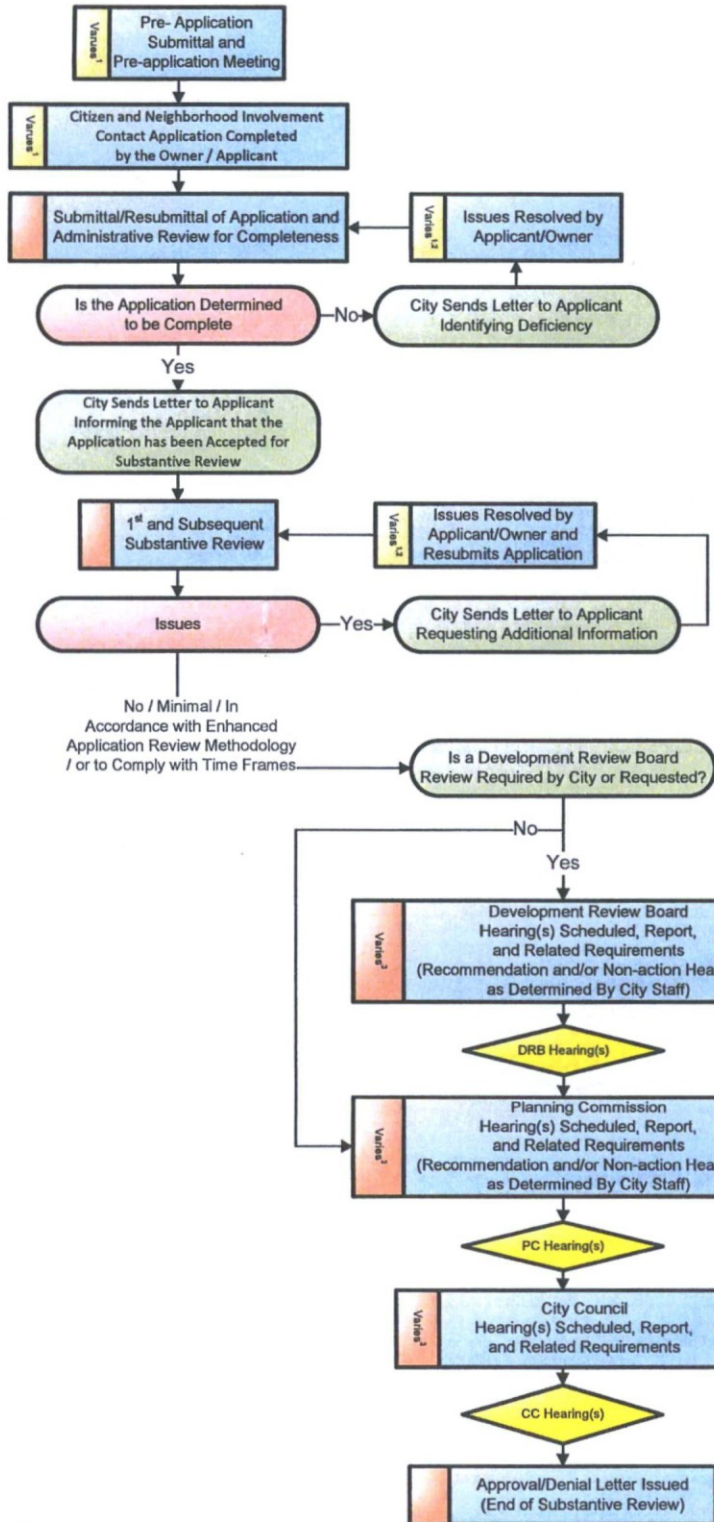 Pre- Application
Submittal and
Pre-application Meeting
Varues¹
Citizen and Neighborhood Involvement
Contact Application Completed
by the Owner / Applicant
Varues¹
Submittal/Resubmittal of Application and
Administrative Review for Completeness
Issues Resolved by
Applicant/Owner
Varies¹,²
Is the Application Determined
to be Complete
No
City Sends Letter to Applicant
Identifying Deficiency
Yes
City Sends Letter to Applicant
Informing the Applicant that the
Application has been Accepted for
Substantive Review
1st and Subsequent
Substantive Review
Issues Resolved by
Applicant/Owner and
Resubmits Application
Varies¹,²
Issues
Yes
City Sends Letter to Applicant
Requesting Additional Information
No / Minimal / In
Accordance with Enhanced
Application Review Methodology
/ or to Comply with Time Frames
Is a Development Review Board
Review Required by City or Requested?
No
Yes
Development Review Board
Hearing(s) Scheduled, Report,
and Related Requirements
(Recommendation and/or Non-action Hea
as Determined By City Staff)
Varies³
DRB Hearing(s)
Planning Commission
Hearing(s) Scheduled, Report,
and Related Requirements
(Recommendation and/or Non-action Hea
as Determined By City Staff)
Varies³
PC Hearing(s)
City Council
Hearing(s) Scheduled, Report,
and Related Requirements
Varies³
CC Hearing(s)
Approval/Denial Letter Issued
(End of Substantive Review)